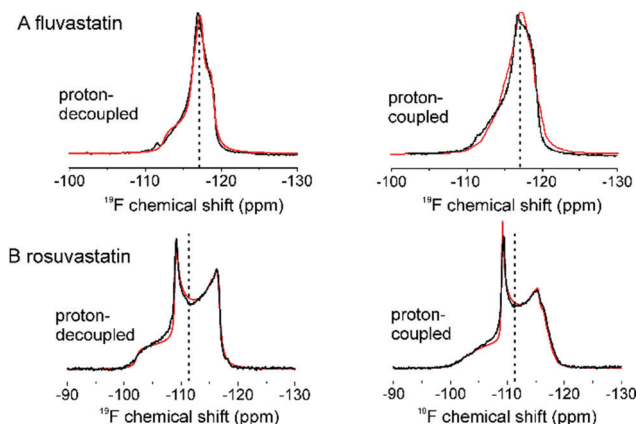 A fluvastatin
proton-
decoupled
proton-
coupled
-100 -110 -120 -130
-100 -110 -120 -130
¹⁹F chemical shift (ppm)
¹⁹F chemical shift (ppm)
B rosuvastatin
proton-
decoupled
proton-
coupled
-90 -100 -110 -120 -130
-90 -100 -110 -120 -130
¹⁹F chemical shift (ppm)
¹⁹F chemical shift (ppm)